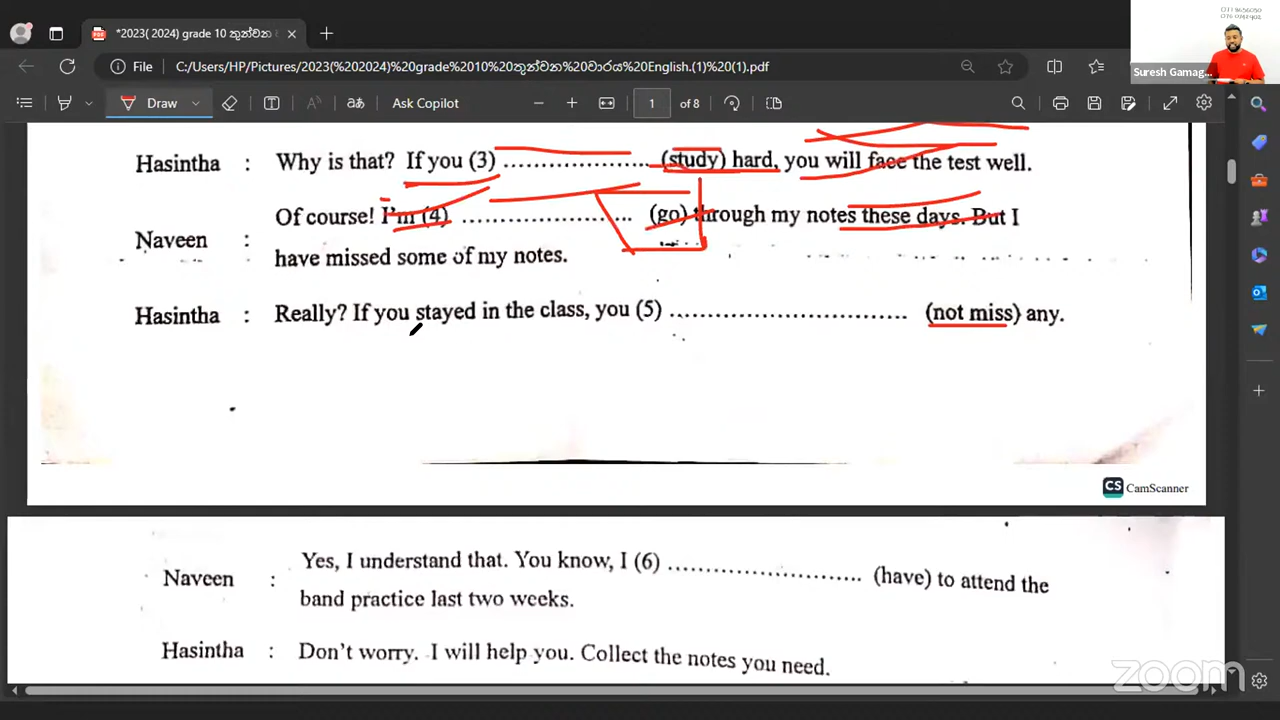 077 8656050
076 0342904
*2023( 2024) grade 10 තුන්වන
File
C:/Users/HP/Pictures/2023(%202024)%20grade%2010%20තුන්වන%20වාරය%20English.(1)%20(1).pdf
Suresh Gamag...
Draw
Ask Copilot
1 of 8
Hasintha : Why is that? If you (3) ........................ (study) hard, you will face the test well.
Of course! I'm (4) ........................ (go) through my notes these days. But I
Naveen :
have missed some of my notes.
Hasintha : Really? If you stayed in the class, you (5) ........................ (not miss) any.
CS CamScanner
Yes, I understand that. You know, I (6) ........................ (have) to attend the
Naveen :
band practice last two weeks.
Hasintha : Don't worry. I will help you. Collect the notes you need.
zoom